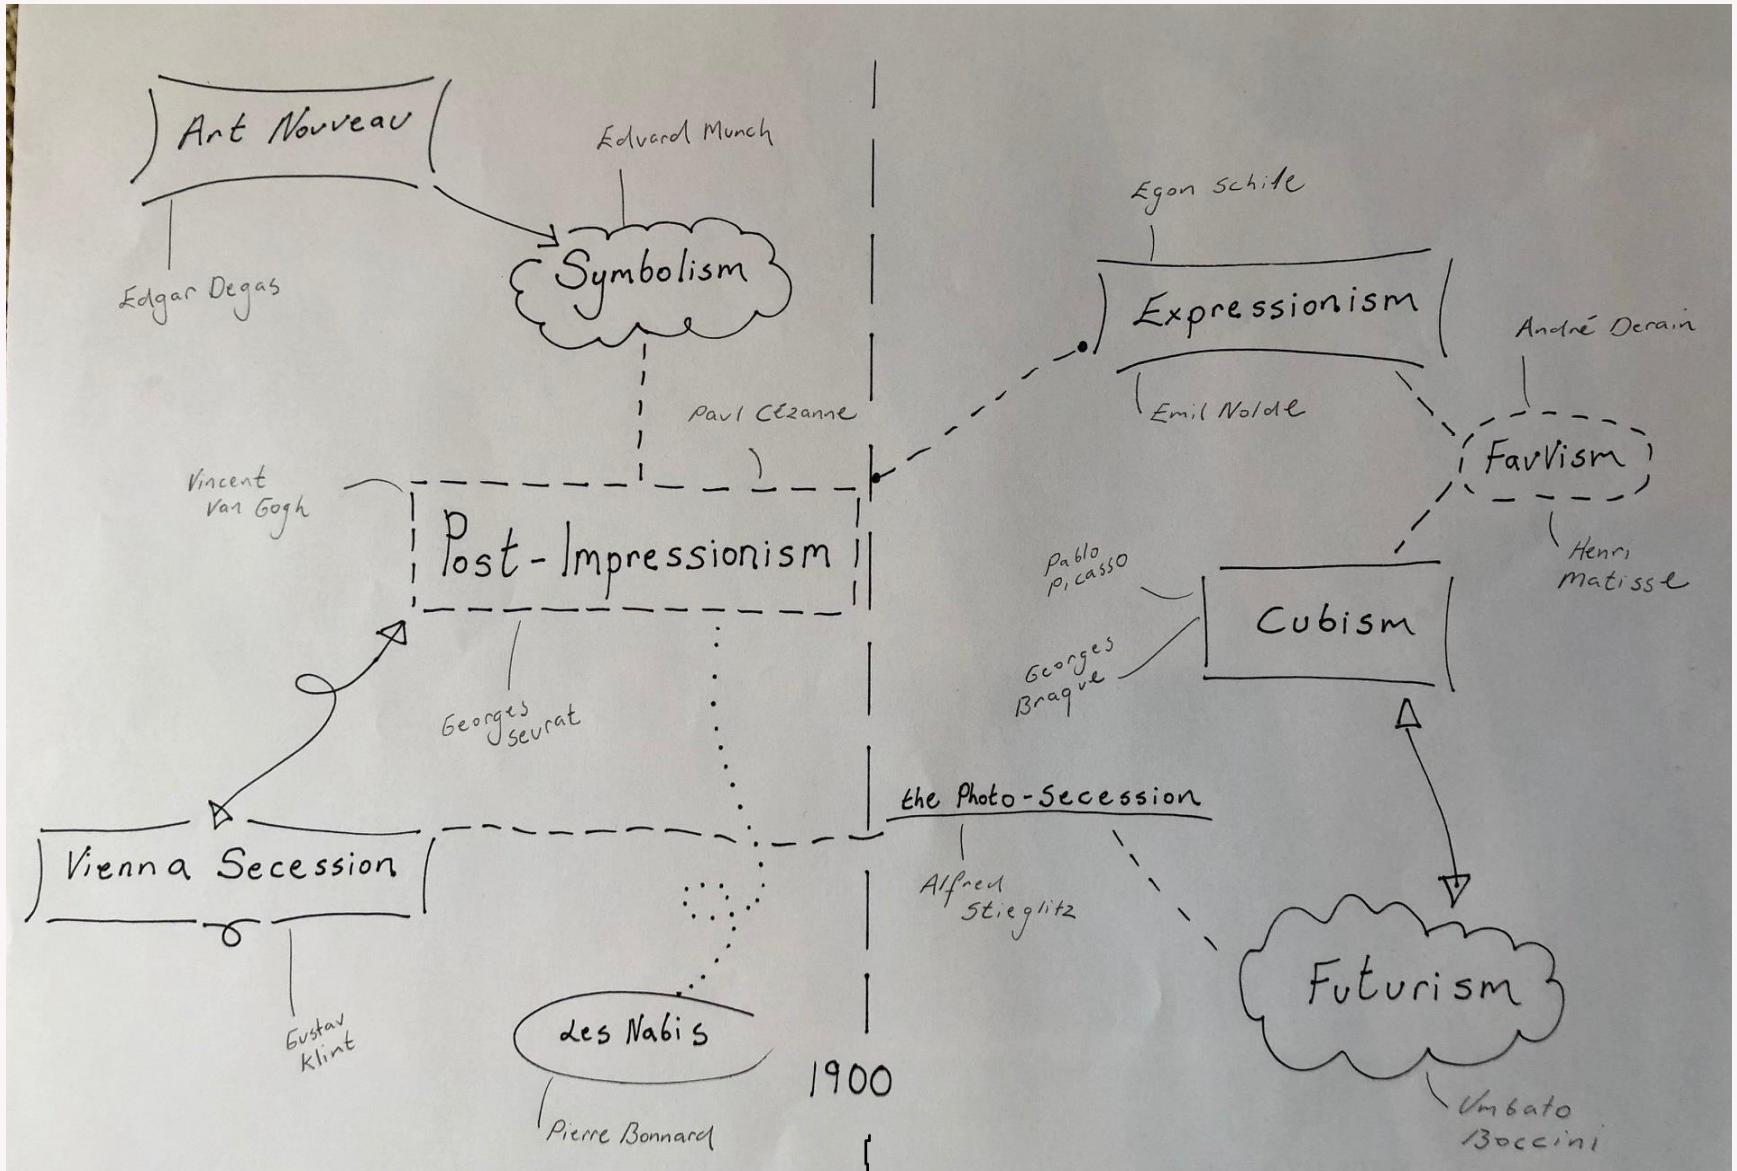 Art Nouveau
Edvard Munch
Edgar Degas
Symbolism
Egon Schile
Expressionism
André Derain
Emil Nolde
Fauvism
Henri
Matisse
Paul Cézanne
Vincent
Van Gogh
Post-Impressionism
Georges
Seurat
Pablo
Picasso
Georges
Braque
Cubism
the Photo-Secession
Alfred
Stieglitz
Vienna Secession
Gustav
Klint
Les Nabis
Pierre Bonnard
1900
Futurism
Umbato
Boccini